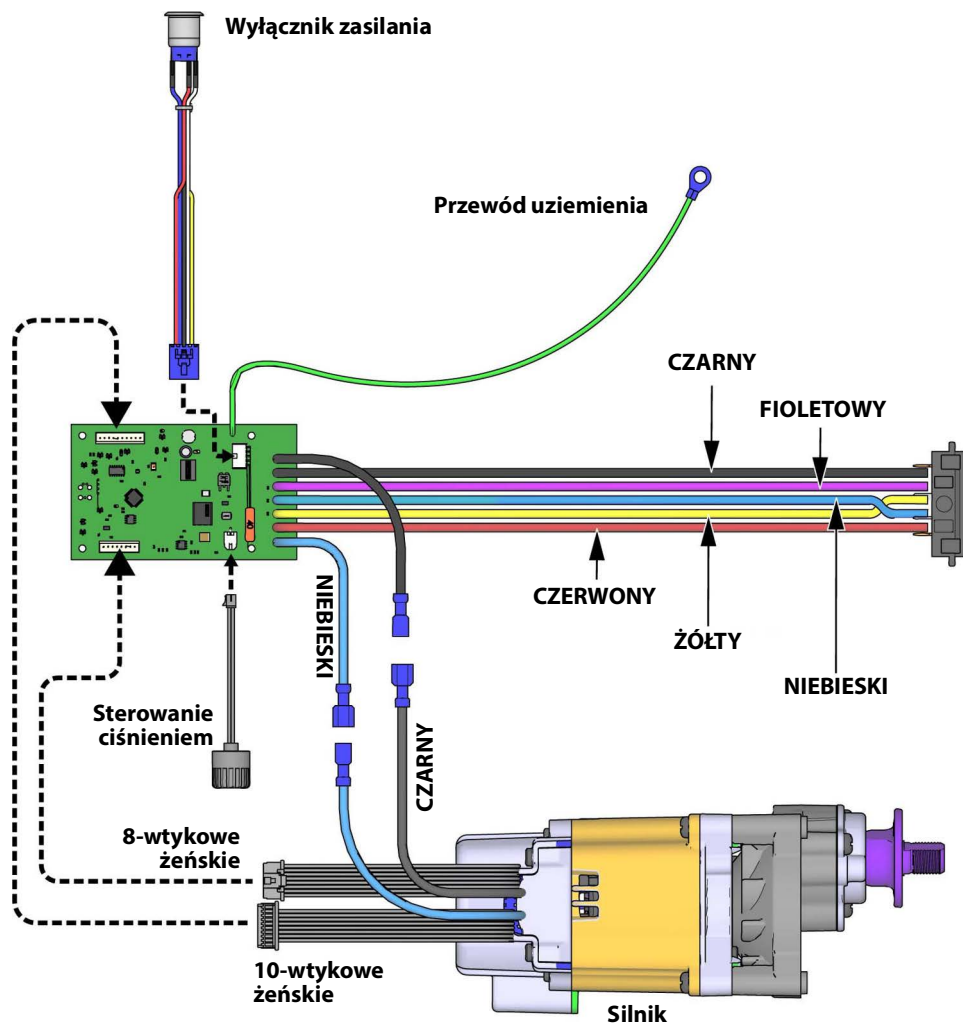 Wyłącznik zasilania
Przewód uziemienia
CZARNY
FIOLETOWY
CZERWONY
ŻÓŁTY
NIEBIESKI
NIEBIESKI
CZARNY
Sterowanie
ciśnieniem
8-wtykowe
żeńskie
10-wtykowe
żeńskie
Silnik